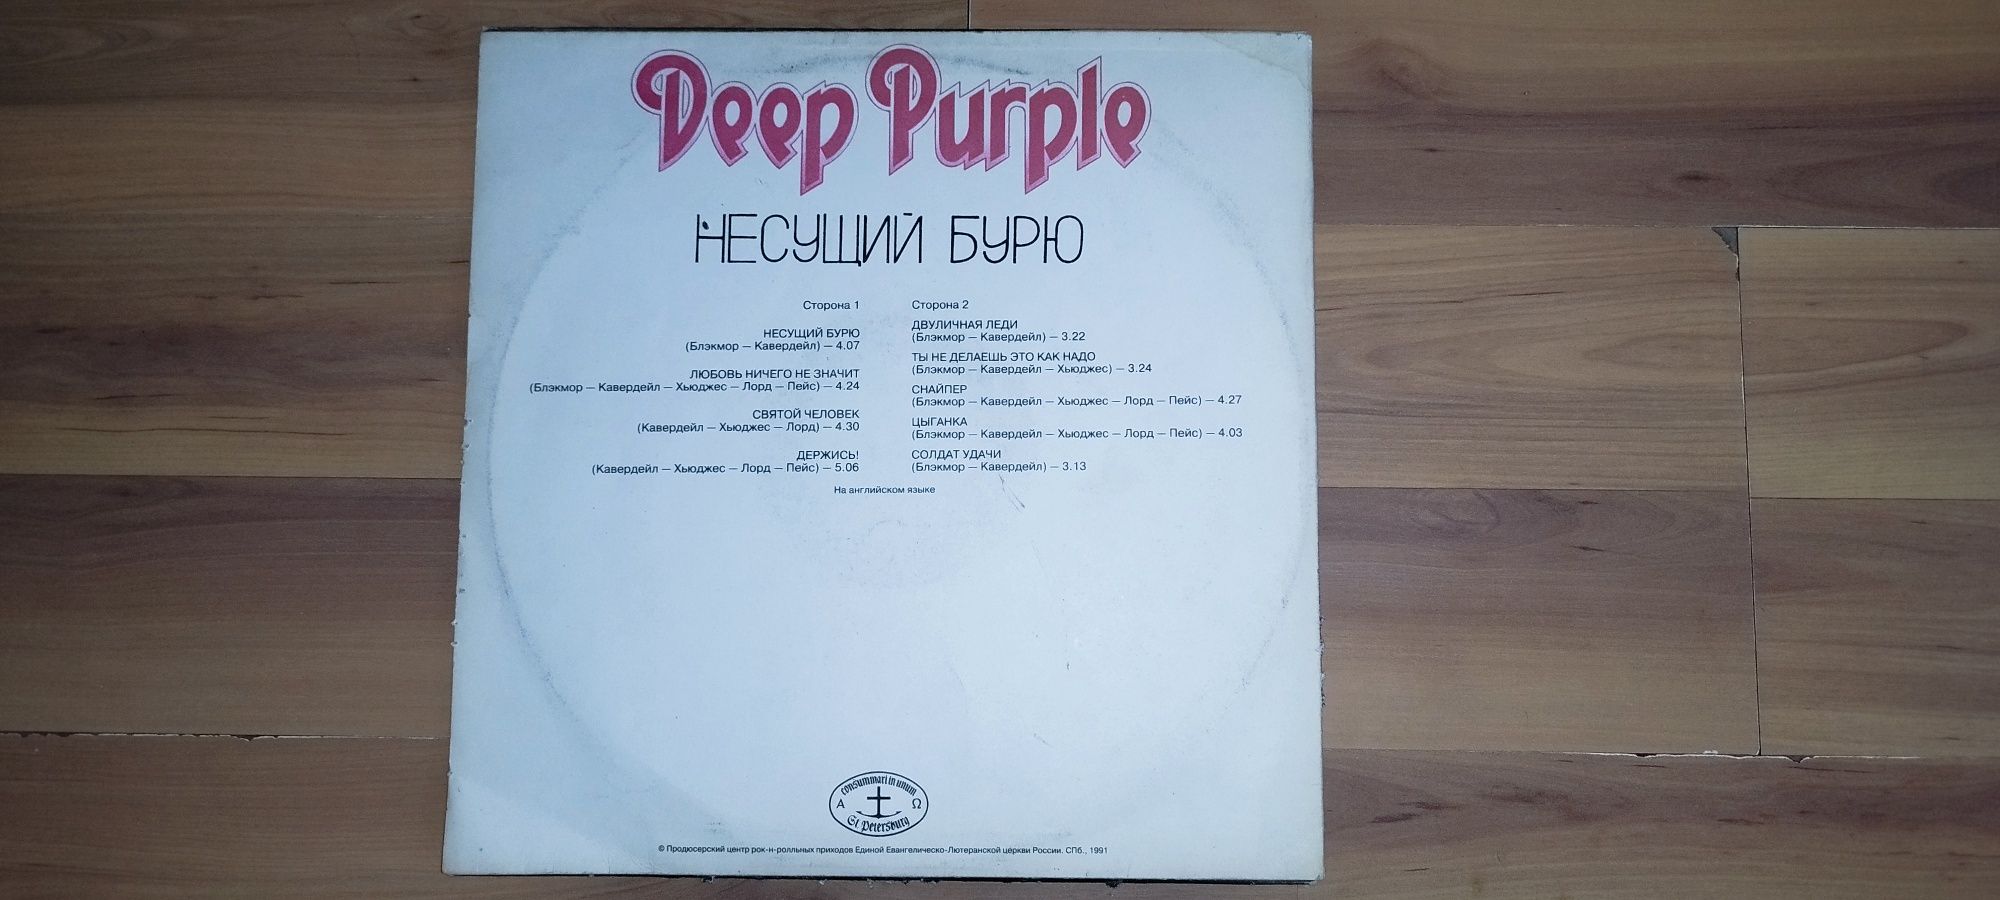 Deep Purple
НЕСУЩИЙ БУРЮ
Сторона 1
НЕСУЩИЙ БУРЮ
(Блэкмор — Кавердейл) — 4.07
ЛЮБОВЬ НИЧЕГО НЕ ЗНАЧИТ
(Блэкмор — Кавердейл — Хьюджес — Лорд — Пейс) — 4.24
СВЯТОЙ ЧЕЛОВЕК
(Кавердейл — Хьюджес — Лорд) — 4.30
ДЕРЖИСЬ!
(Кавердейл — Хьюджес — Лорд — Пейс) — 5.06
Сторона 2
ДВУЛИЧНАЯ ЛЕДИ
(Блэкмор — Кавердейл) — 3.22
ТЫ НЕ ДЕЛАЕШЬ ЭТО КАК НАДО
(Блэкмор — Кавердейл — Хьюджес) — 3.24
СНАЙПЕР
(Блэкмор — Кавердейл — Хьюджес — Лорд — Пейс) — 4.27
ЦЫГАНКА
(Блэкмор — Кавердейл — Хьюджес — Лорд — Пейс) — 4.03
СОЛДАТ УДАЧИ
(Блэкмор — Кавердейл) — 3.13
На английском языке
consummari in unum
Α Ω
St. Petersburg
© Продюсерский центр рок-н-ролльных приходов Единой Евангелическо-Лютеранской церкви России. СПб., 1991